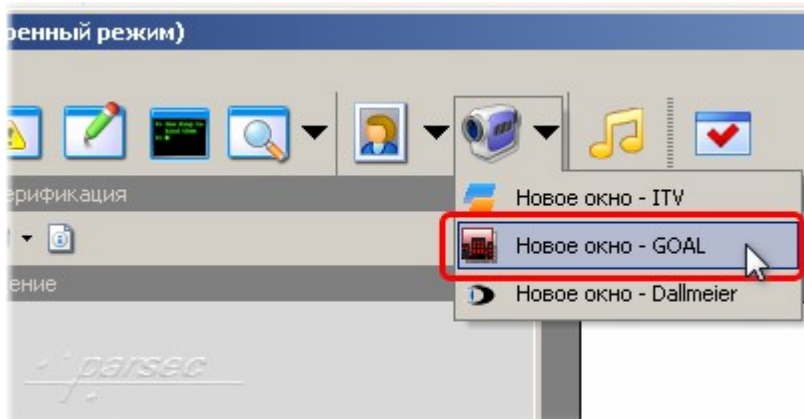 ренный режим)
ерификация
ение
Новое окно - ITV
Новое окно - GOAL
Новое окно - Dallmeier
parsec